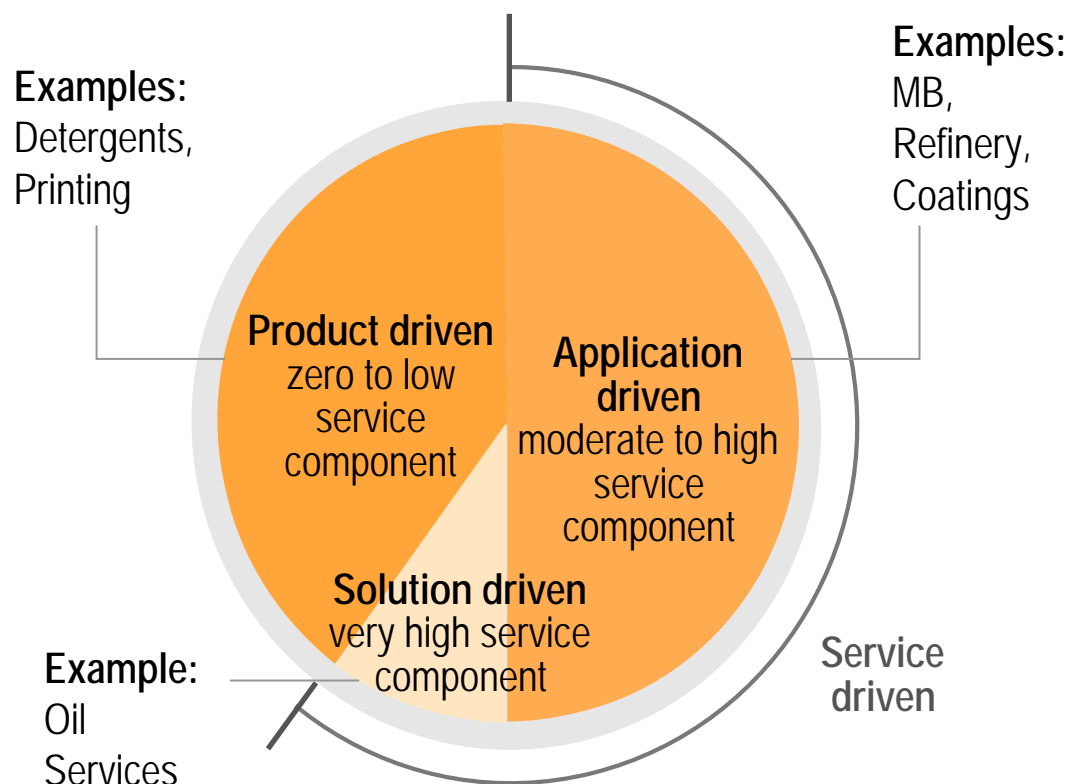 Examples:
Detergents,
Printing
Examples:
MB,
Refinery,
Coatings
Product driven
zero to low
service
component
Application
driven
moderate to high
service
component
Solution driven
very high service
component
Example:
Oil
Services
Service
driven